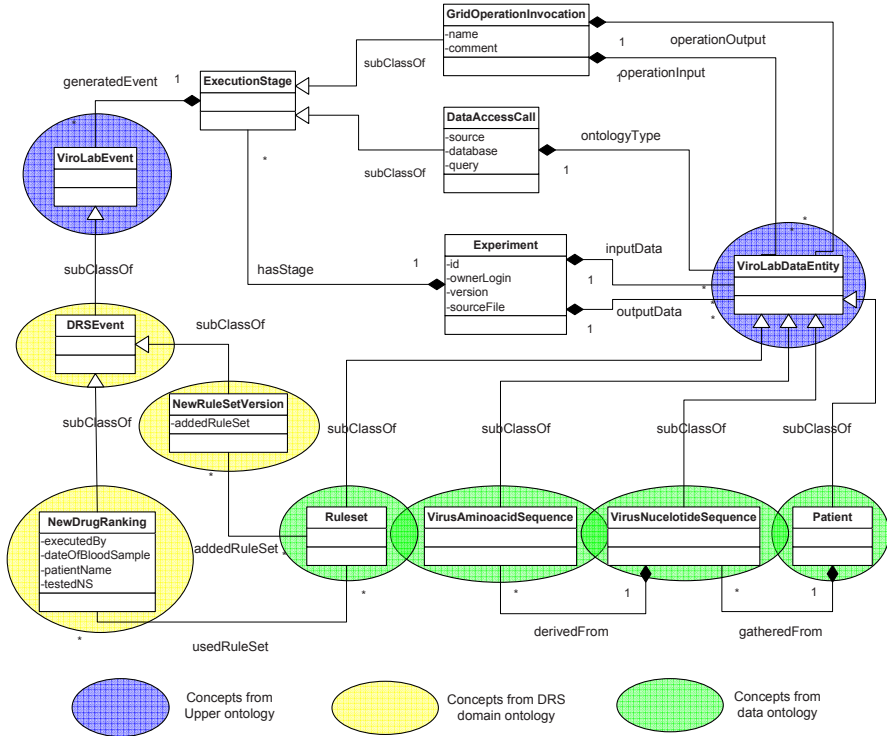 GridOperationInvocation
-name
-comment
1
operationOutput
1
operationInput
subClassOf
generatedEvent
1
ExecutionStage
*
ViroLabEvent
DataAccessCall
-source
-database
-query
ontologyType
1
subClassOf
*
subClassOf
hasStage
1
Experiment
-id
-ownerLogin
-version
-sourceFile
inputData
1
outputData
1
*
*
ViroLabDataEntity
*
*
*
DRSEvent
subClassOf
subClassOf
NewRuleSetVersion
-addedRuleSet
*
subClassOf
subClassOf
subClassOf
subClassOf
NewDrugRanking
-executedBy
-dateOfBloodSample
-patientName
-testedNS
*
addedRuleSet
*
Ruleset
*
VirusAminoacidSequence
*
VirusNucelotideSequence
1
*
Patient
1
usedRuleSet
derivedFrom
gatheredFrom
Concepts from
Upper ontology
Concepts from DRS
domain ontology
Concepts from
data ontology